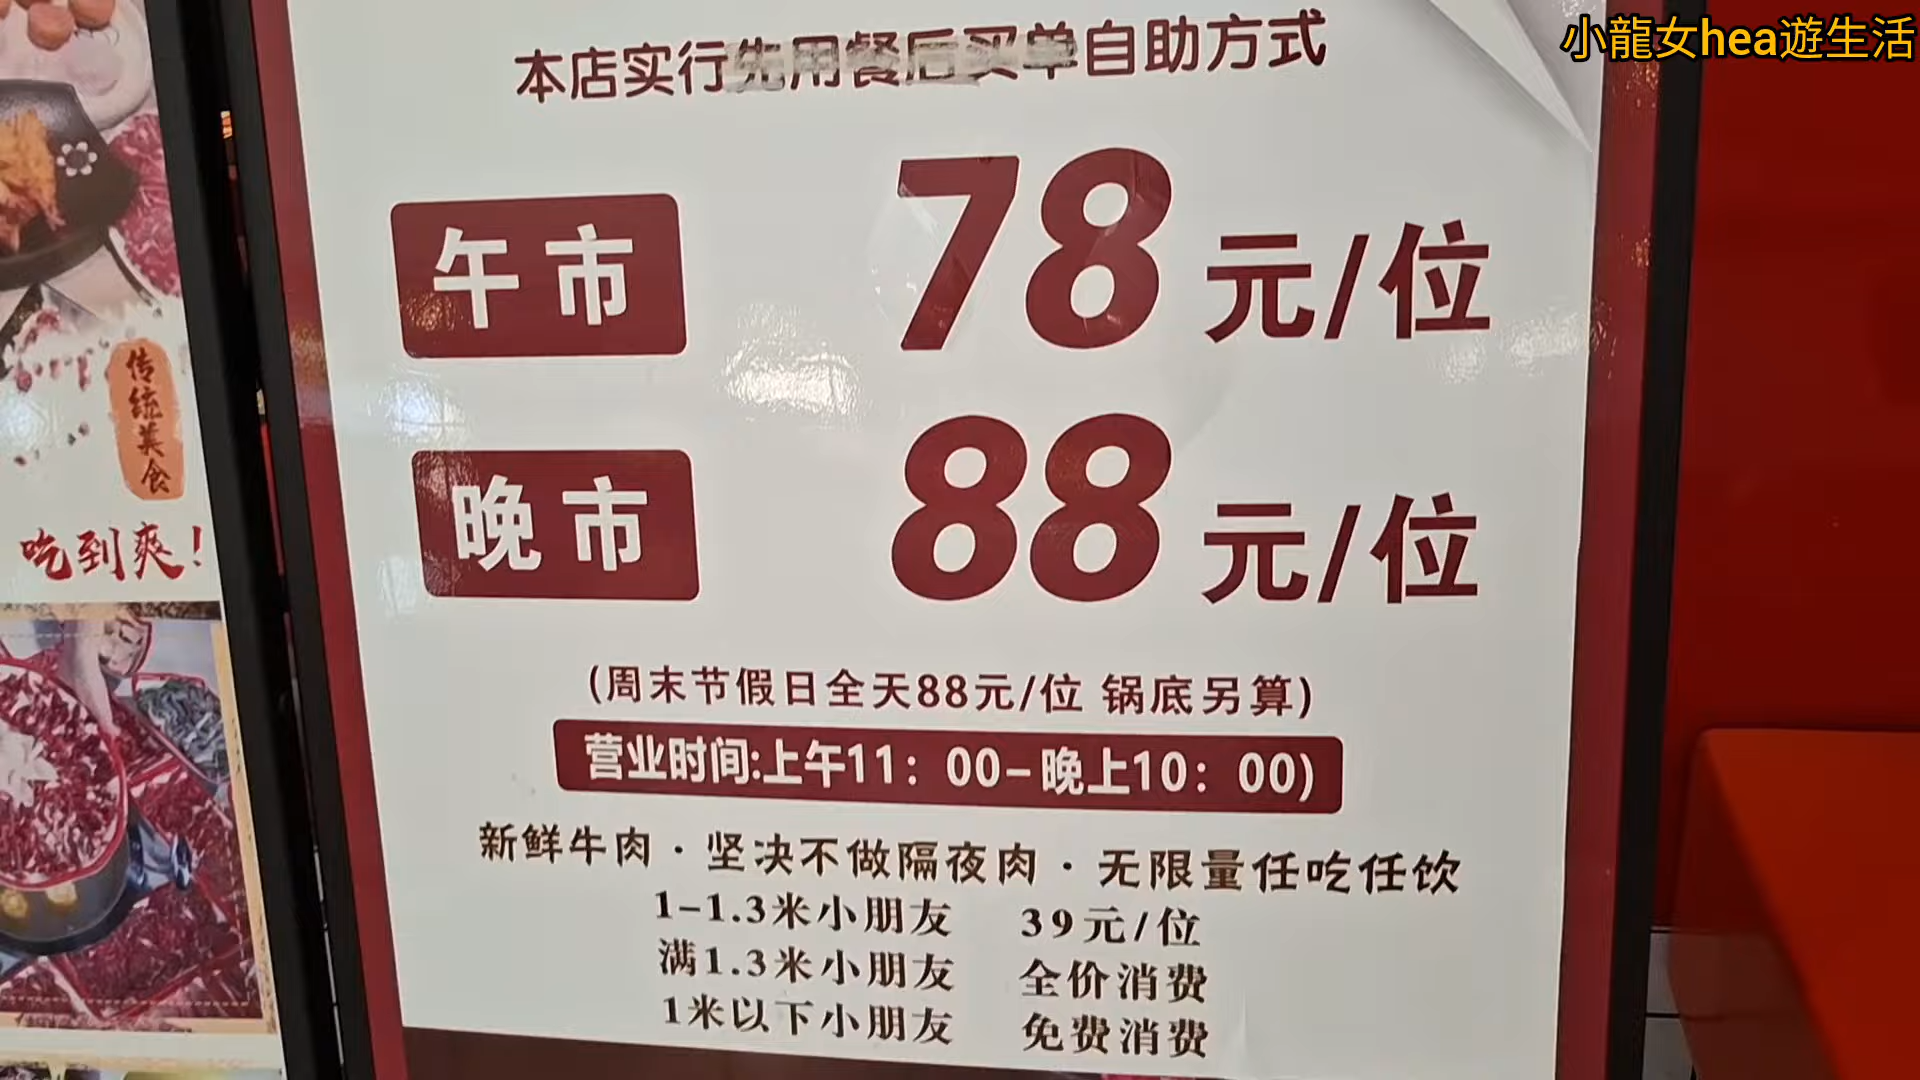 小龍女hea遊生活
本店实行先用餐后买单自助方式
午市 78元/位
晚市 88元/位
(周末节假日全天88元/位 锅底另算)
营业时间:上午11：00-晚上10：00)
新鲜牛肉·坚决不做隔夜肉·无限量任吃任饮
1-1.3米小朋友 39元/位
满1.3米小朋友 全价消费
1米以下小朋友 免费消费
传统美食
吃到爽!